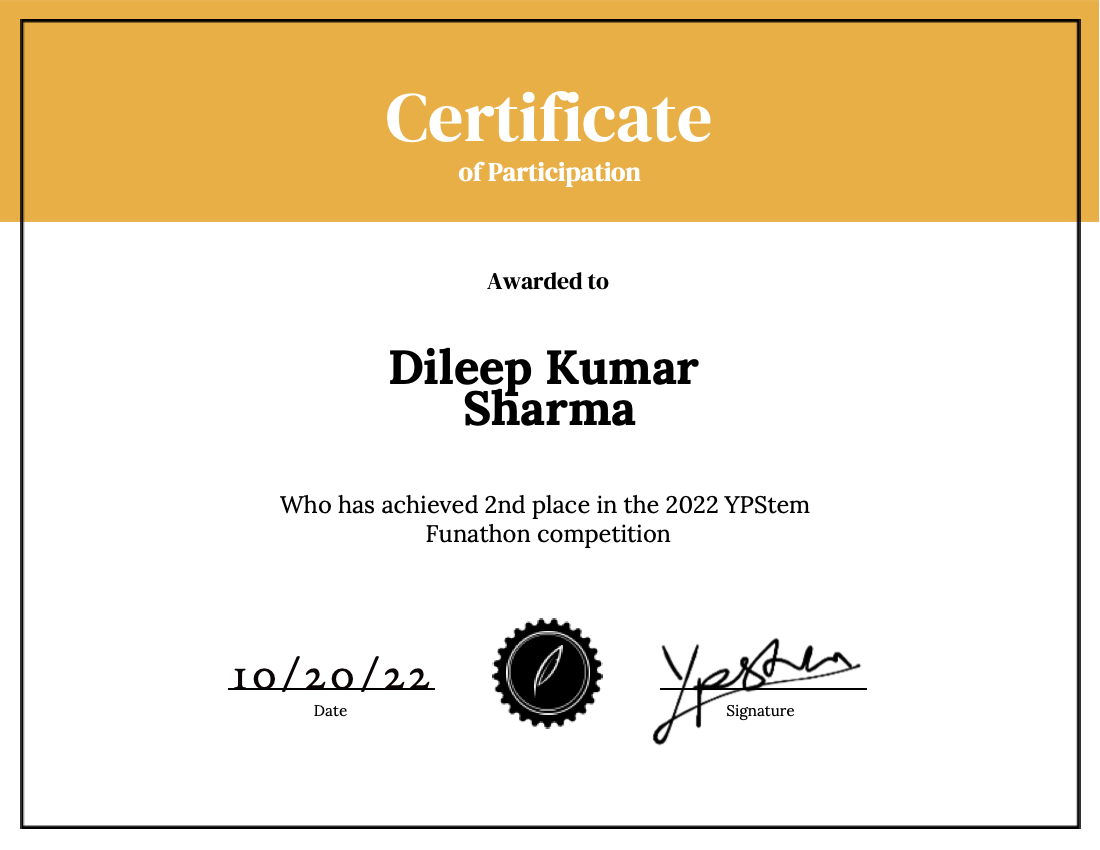 Certificate
of Participation
Awarded to
Dileep Kumar
Sharma
Who has achieved 2nd place in the 2022 YPStem
Funathon competition
10/20/22
Ypstem
Date
Signature